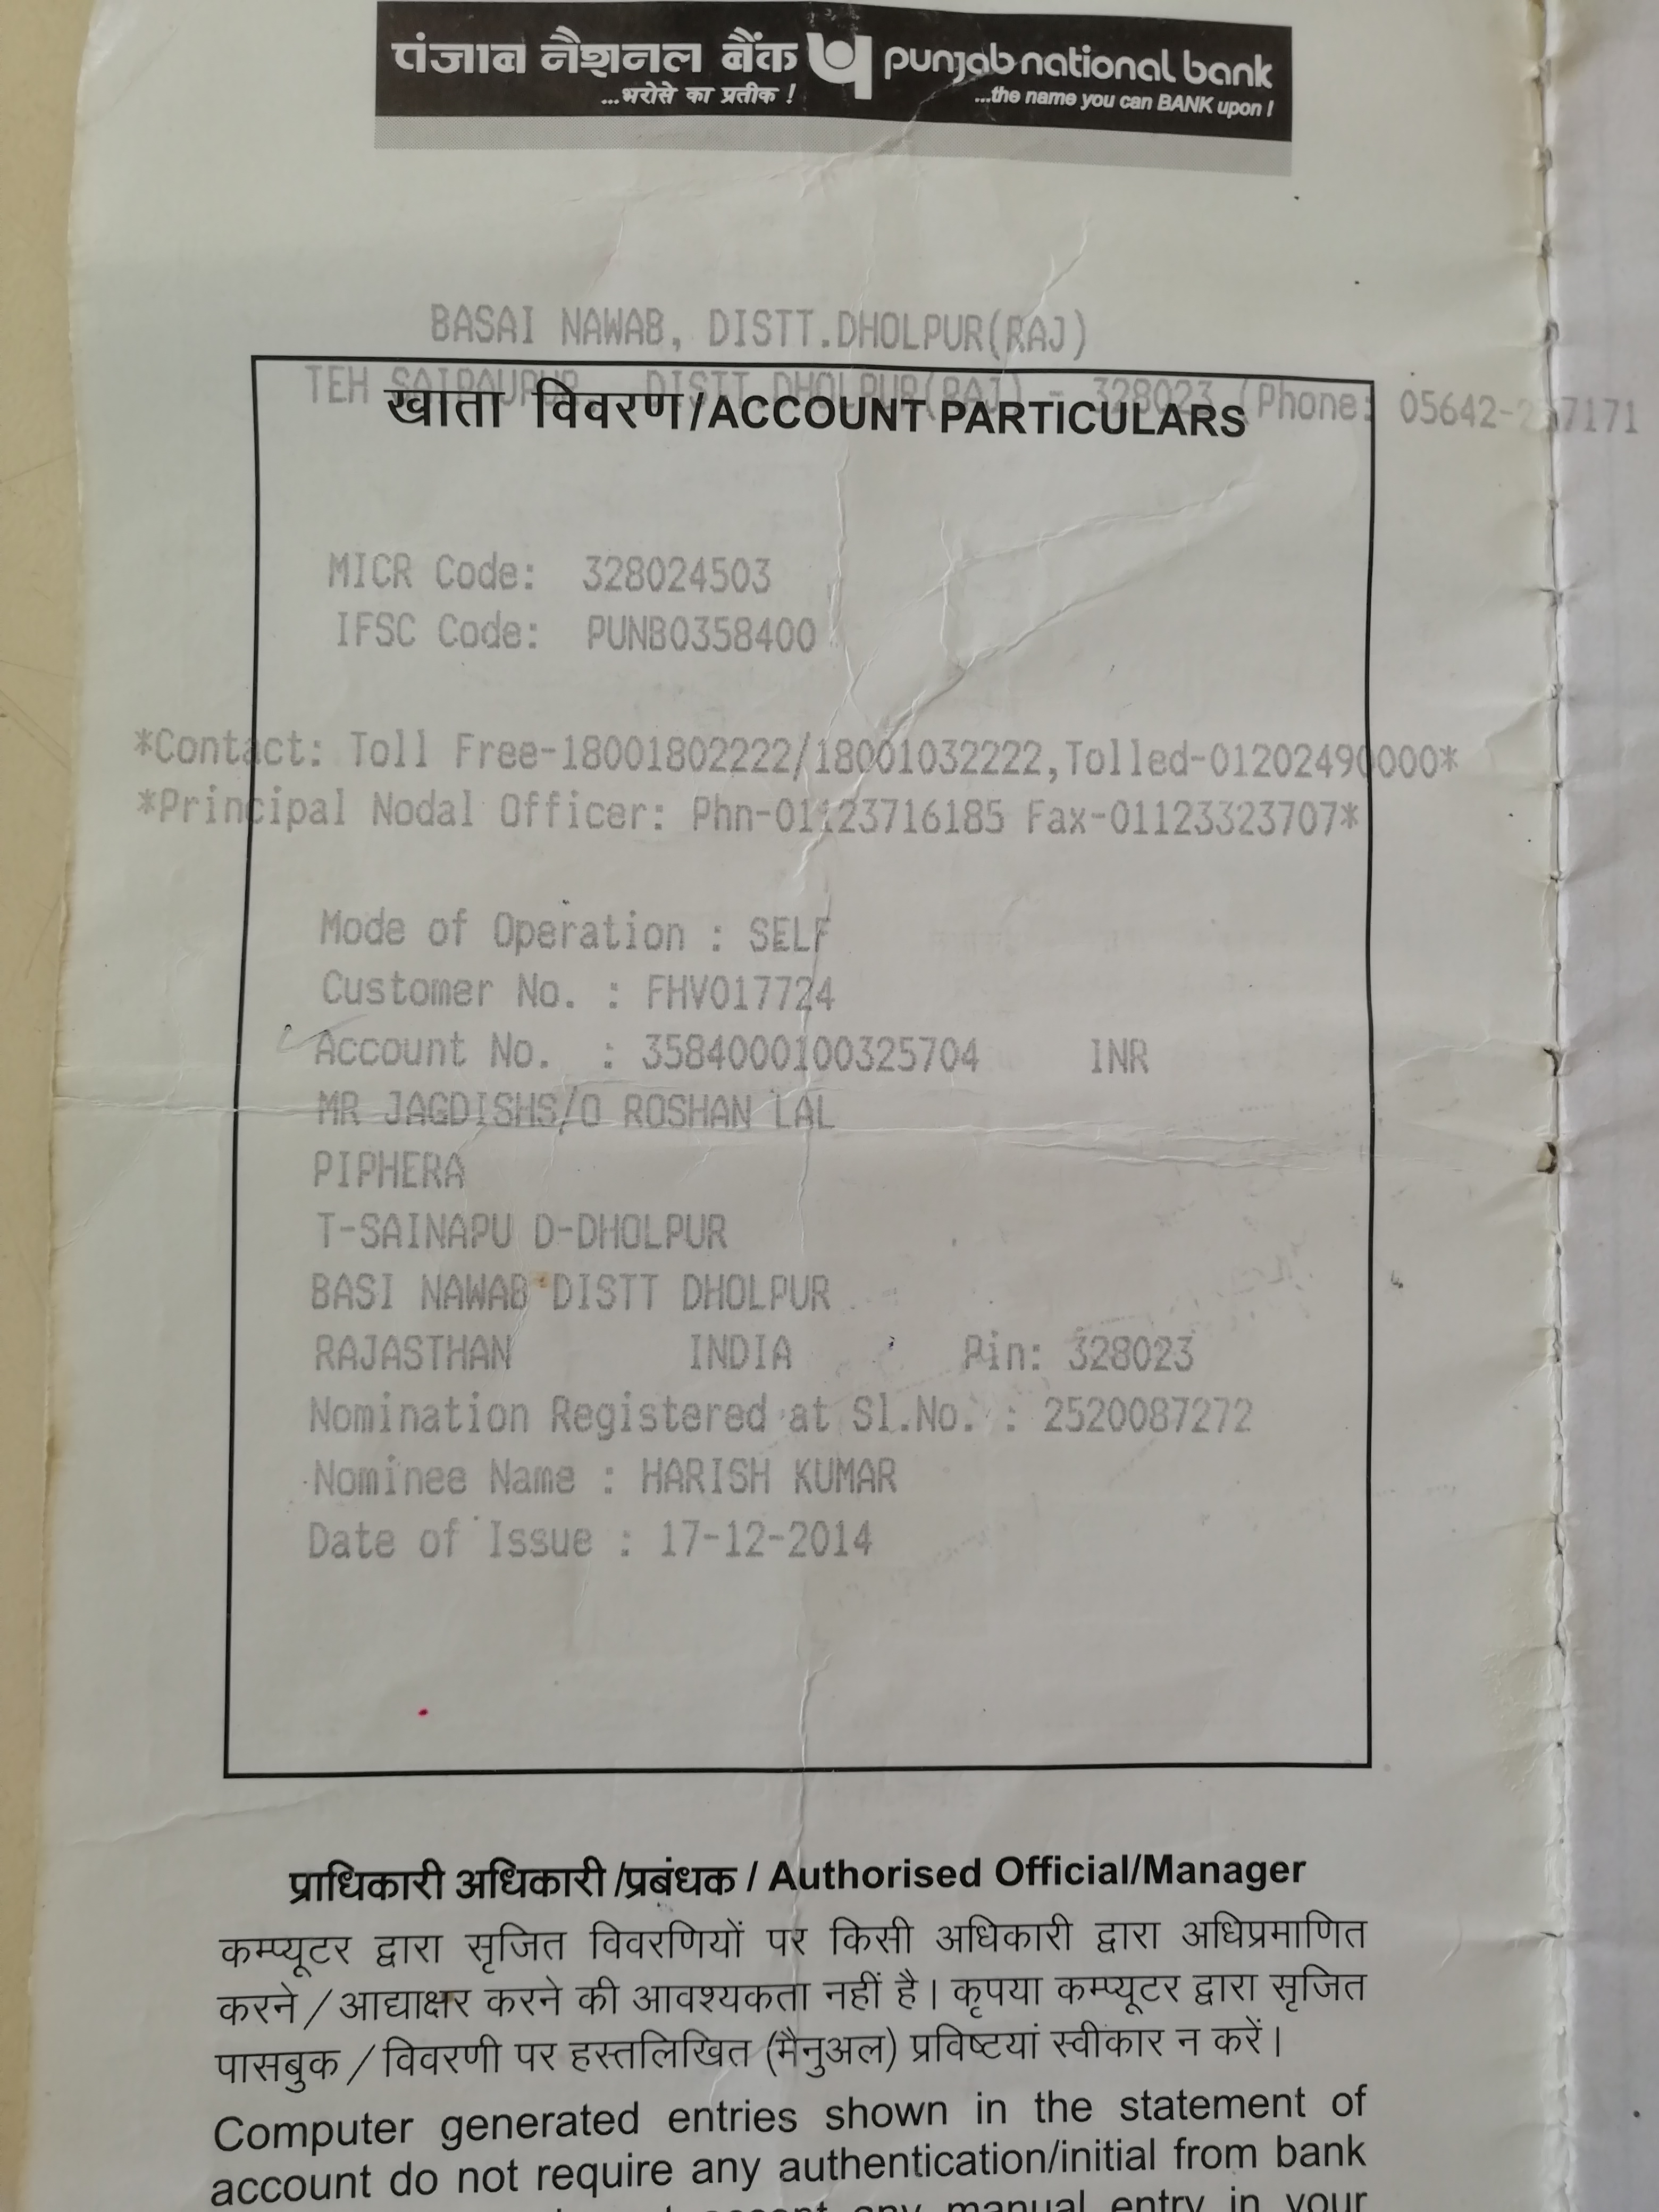 पंजाब नैशनल बैंक punjab national bank
...भरोसे का प्रतीक ! ...the name you can BANK upon !
BASAI NAWAB, DISTT.DHOLPUR(RAJ)
TEH DISTT DHOLPUR(RAJ) - 328023 (Phone: 05642-
खाता विवरण/ACCOUNT PARTICULARS
MICR Code: 328024503
IFSC Code: PUNB0358400
*Contact: Toll Free-18001802222/18001032222,Tolled-01202490000*
*Principal Nodal Officer: Phn-01123716185 Fax-01123323707*
Mode of Operation : SELF
Customer No. : FHV017724
Account No. : 3584000100325704 INR
MR JAGDISHS/O ROSHAN LAL
PIPHERA
T-SAINAPU D-DHOLPUR
BASI NAWAB DISTT DHOLPUR
RAJASTHAN INDIA Pin: 328023
Nomination Registered at Sl.No. : 2520087272
Nominee Name : HARISH KUMAR
Date of Issue : 17-12-2014
प्राधिकारी अधिकारी/प्रबंधक / Authorised Official/Manager
कम्प्यूटर द्वारा सृजित विवरणियों पर किसी अधिकारी द्वारा अधिप्रमाणित
करने / आद्याक्षर करने की आवश्यकता नहीं है। कृपया कम्प्यूटर द्वारा सृजित
पासबुक / विवरणी पर हस्तलिखित (मैनुअल) प्रविष्टयां स्वीकार न करें।
Computer generated entries shown in the statement of
account do not require any authentication/initial from bank
any manual entry in your